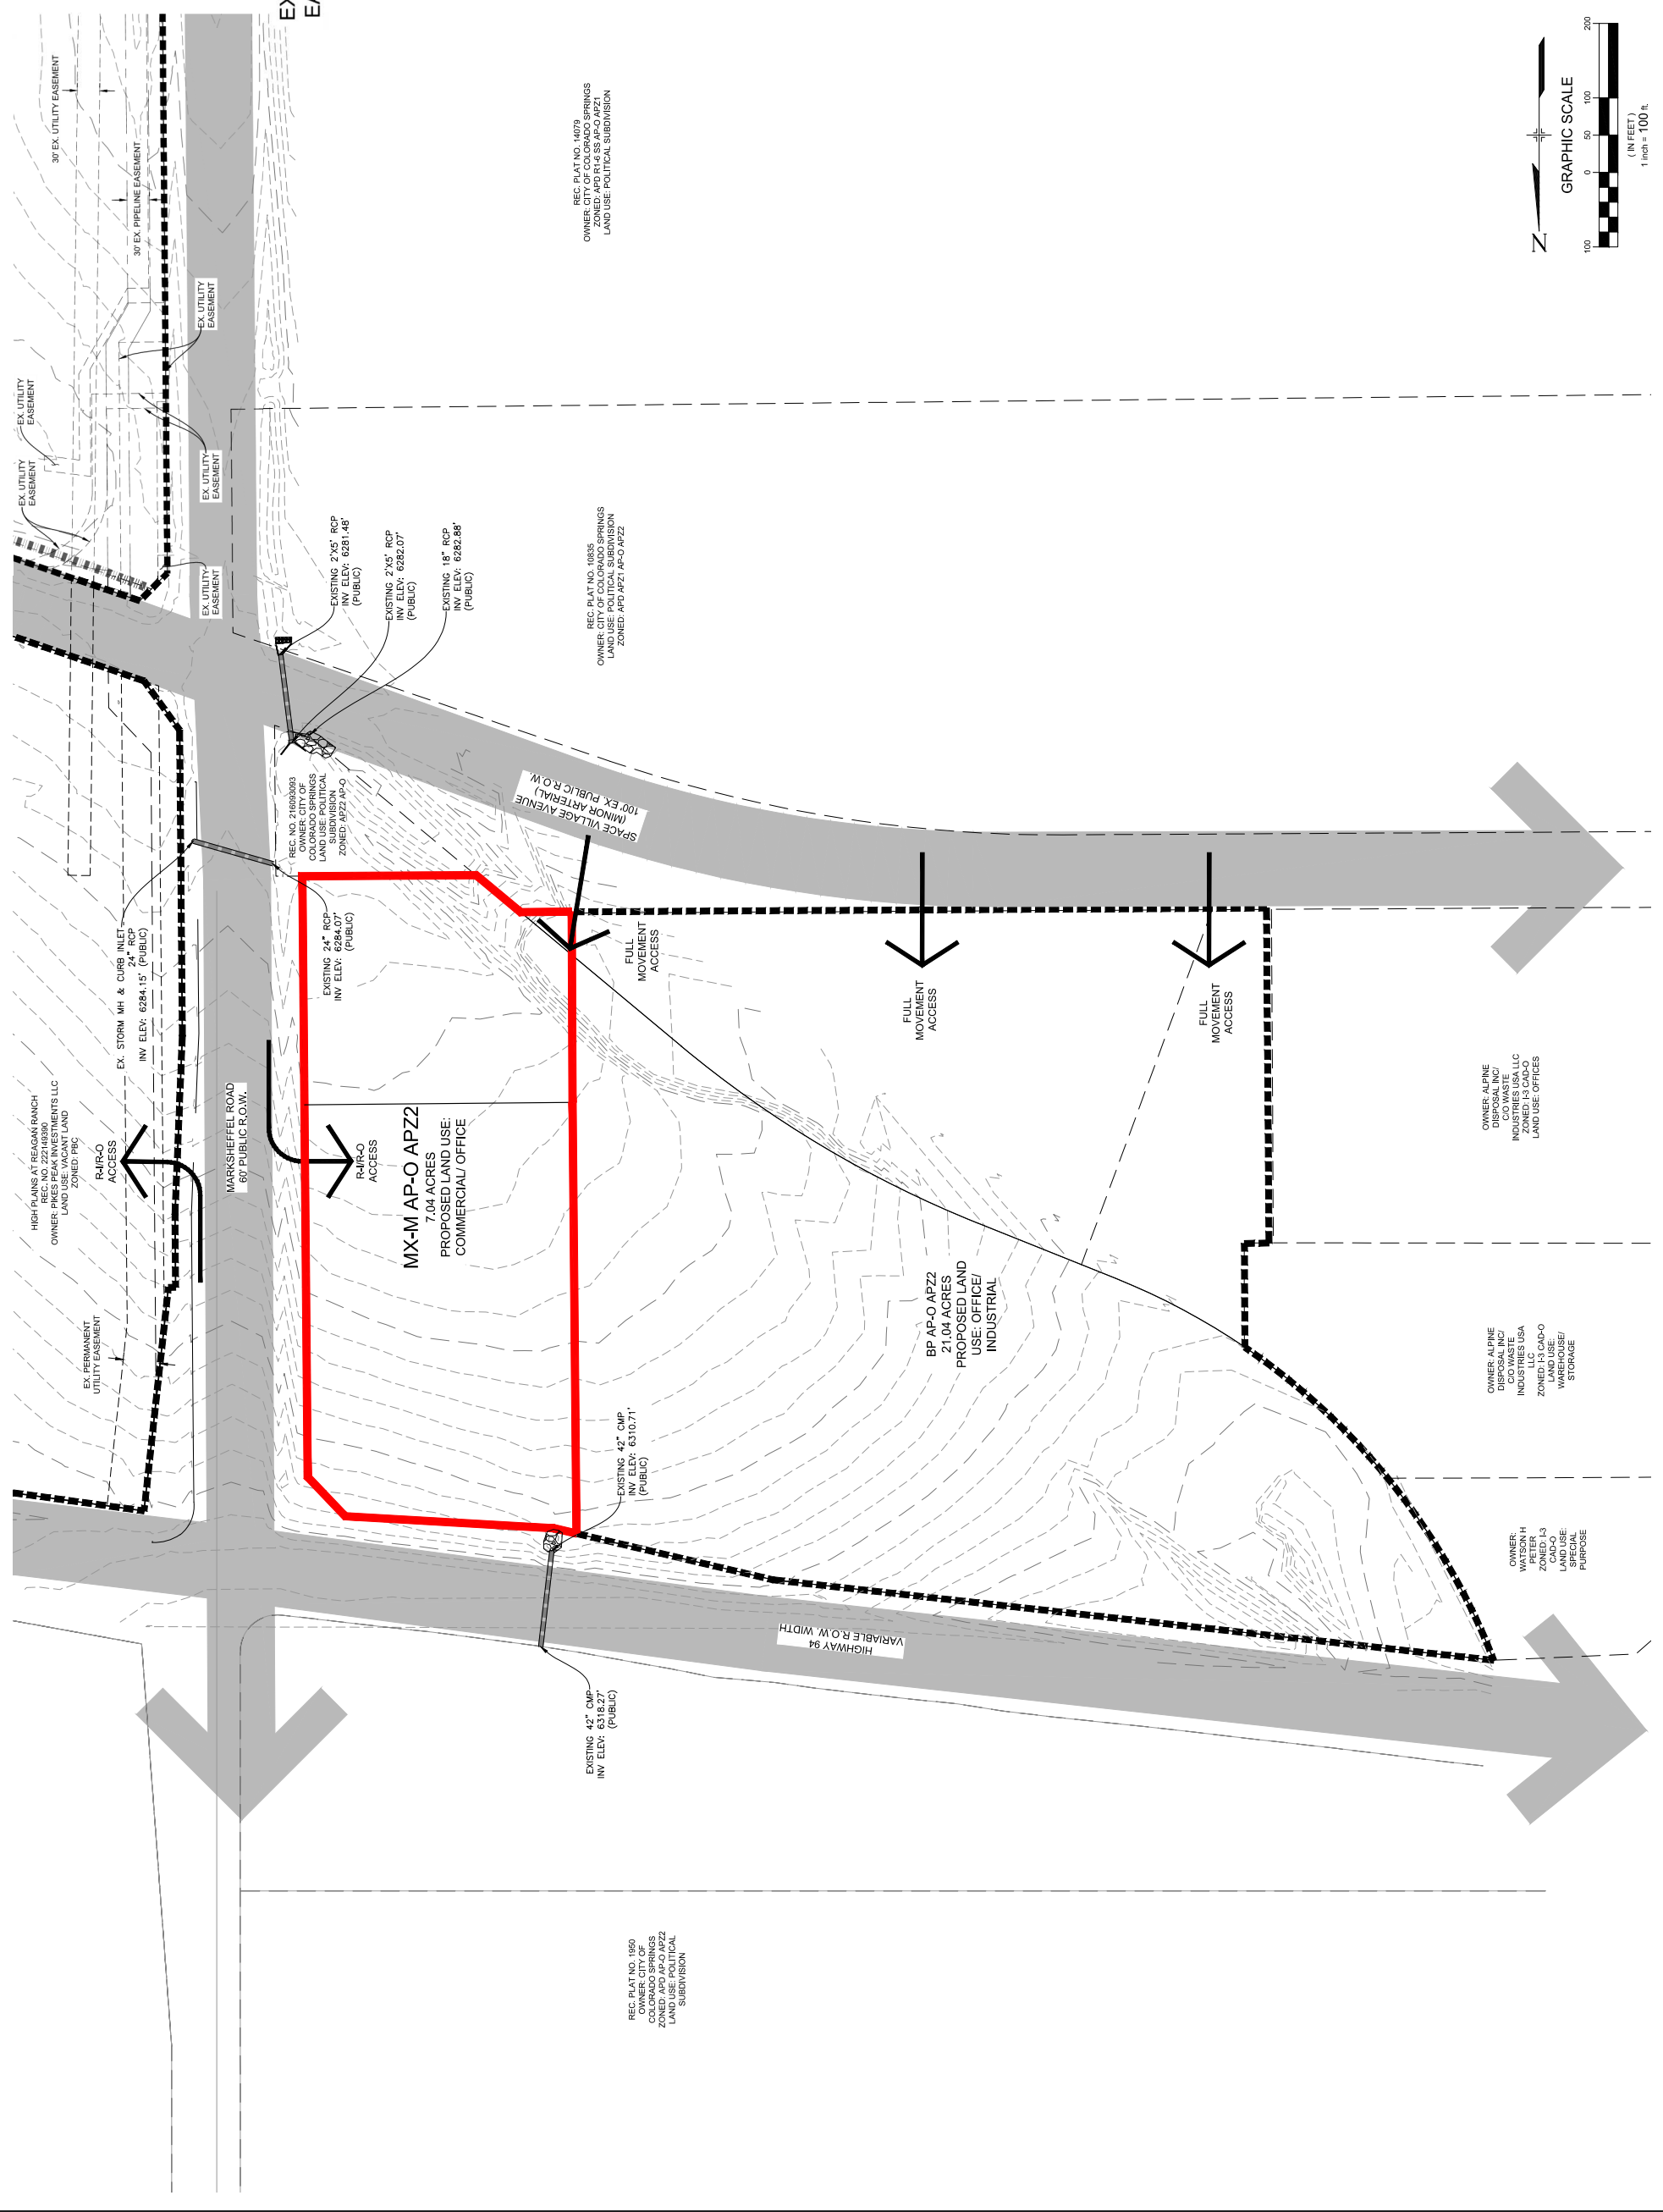 EX
EA
30' EX. UTILITY EASEMENT
30' EX. PIPELINE EASEMENT
EX. UTILITY
EASEMENT
EX. UTILITY
EASEMENT
EX. UTILITY
EASEMENT
EX. UTILITY
EASEMENT
EX. UTILITY
EASEMENT
REC. PLAT NO. 14079
OWNER: CITY OF COLORADO SPRINGS
ZONED: APD R1-6 SS AP-O APZ1
LAND USE: POLITICAL SUBDIVISION
N
GRAPHIC SCALE
100
0
50
100
200
( IN FEET )
1 inch = 100 ft.
EXISTING 2'X5' RCP
INV ELEV: 6281.48'
(PUBLIC)
EXISTING 2'X5' RCP
INV ELEV: 6282.07'
(PUBLIC)
EXISTING 18" RCP
INV ELEV: 6282.88'
(PUBLIC)
REC. PLAT NO. 10835
OWNER: CITY OF COLORADO SPRINGS
LAND USE: POLITICAL SUBDIVISION
ZONED: APD APZ1 AP-O APZ2
REC. NO. 216093093
OWNER: CITY OF
COLORADO SPRINGS
LAND USE: POLITICAL
SUBDIVISION
ZONED: APZ2 AP-O
SPACE VILLAGE AVENUE
(MINOR ARTERIAL)
100' EX. PUBLIC R.O.W.
EX. STORM MH & CURB INLET
24" RCP
INV ELEV: 6284.15' (PUBLIC)
EXISTING 24" RCP
INV ELEV: 6284.07'
(PUBLIC)
HIGH PLAINS AT REAGAN RANCH
REC. NO. 222149390
OWNER: PIKES PEAK INVESTMENTS LLC
LAND USE: VACANT LAND
ZONED: PBC
R-I/R-O
ACCESS
MARKSHEFFEL ROAD
60' PUBLIC R.O.W.
R-I/R-O
ACCESS
MX-M AP-O APZ2
7.04 ACRES
PROPOSED LAND USE:
COMMERCIAL/ OFFICE
FULL
MOVEMENT
ACCESS
FULL
MOVEMENT
ACCESS
FULL
MOVEMENT
ACCESS
OWNER: ALPINE
DISPOSAL INC/
C/O WASTE
INDUSTRIES USA LLC
ZONED: I-3 CAD-O
LAND USE: OFFICES
EX. PERMANENT
UTILITY EASEMENT
BP AP-O APZ2
21.04 ACRES
PROPOSED LAND
USE: OFFICE/
INDUSTRIAL
OWNER: ALPINE
DISPOSAL INC/
C/O WASTE
INDUSTRIES USA
LLC
ZONED: I-3 CAD-O
LAND USE:
WAREHOUSE/
STORAGE
EXISTING 42" CMP
INV ELEV: 6310.71'
(PUBLIC)
OWNER:
WATSON H
PETER
ZONED: I-3
CAD-O
LAND USE:
SPECIAL
PURPOSE
HIGHWAY 94
VARIABLE R.O.W. WIDTH
EXISTING 42" CMP
INV ELEV: 6318.27'
(PUBLIC)
REC. PLAT NO. 1950
OWNER: CITY OF
COLORADO SPRINGS
ZONED: APD AP-O APZ2
LAND USE: POLITICAL
SUBDIVISION